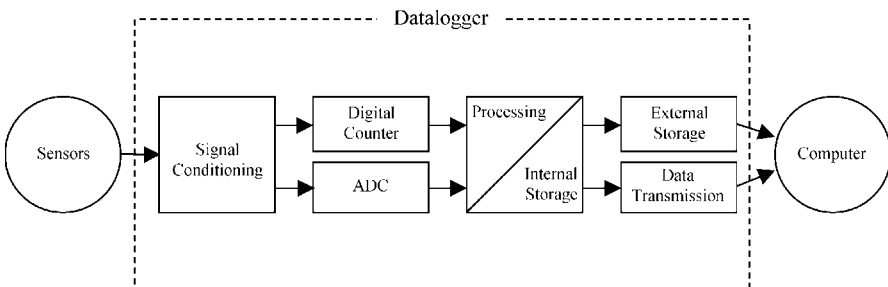 Datalogger
Sensors
Signal
Conditioning
Digital
Counter
ADC
Processing
Internal
Storage
External
Storage
Data
Transmission
Computer